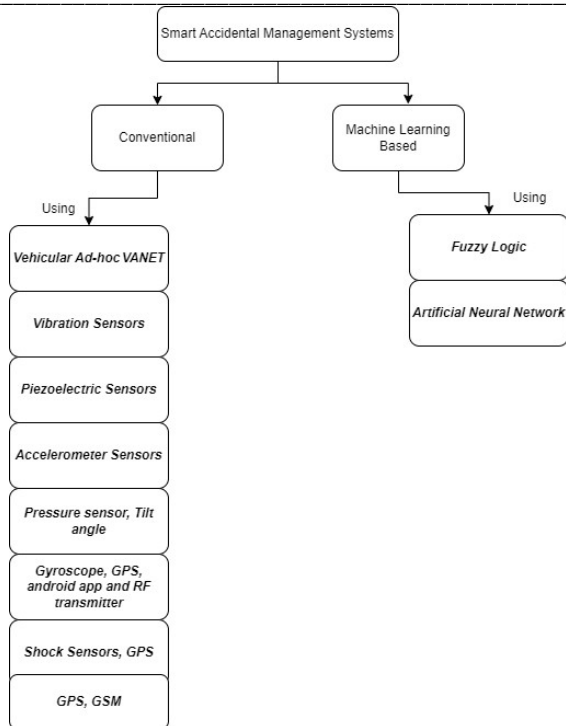 Smart Accidental Management Systems
Conventional
Machine Learning
Based
Using
Using
Vehicular Ad-hoc VANET
Vibration Sensors
Piezoelectric Sensors
Accelerometer Sensors
Pressure sensor, Tilt
angle
Gyroscope, GPS,
android app and RF
transmitter
Shock Sensors, GPS
GPS, GSM
Fuzzy Logic
Artificial Neural Network